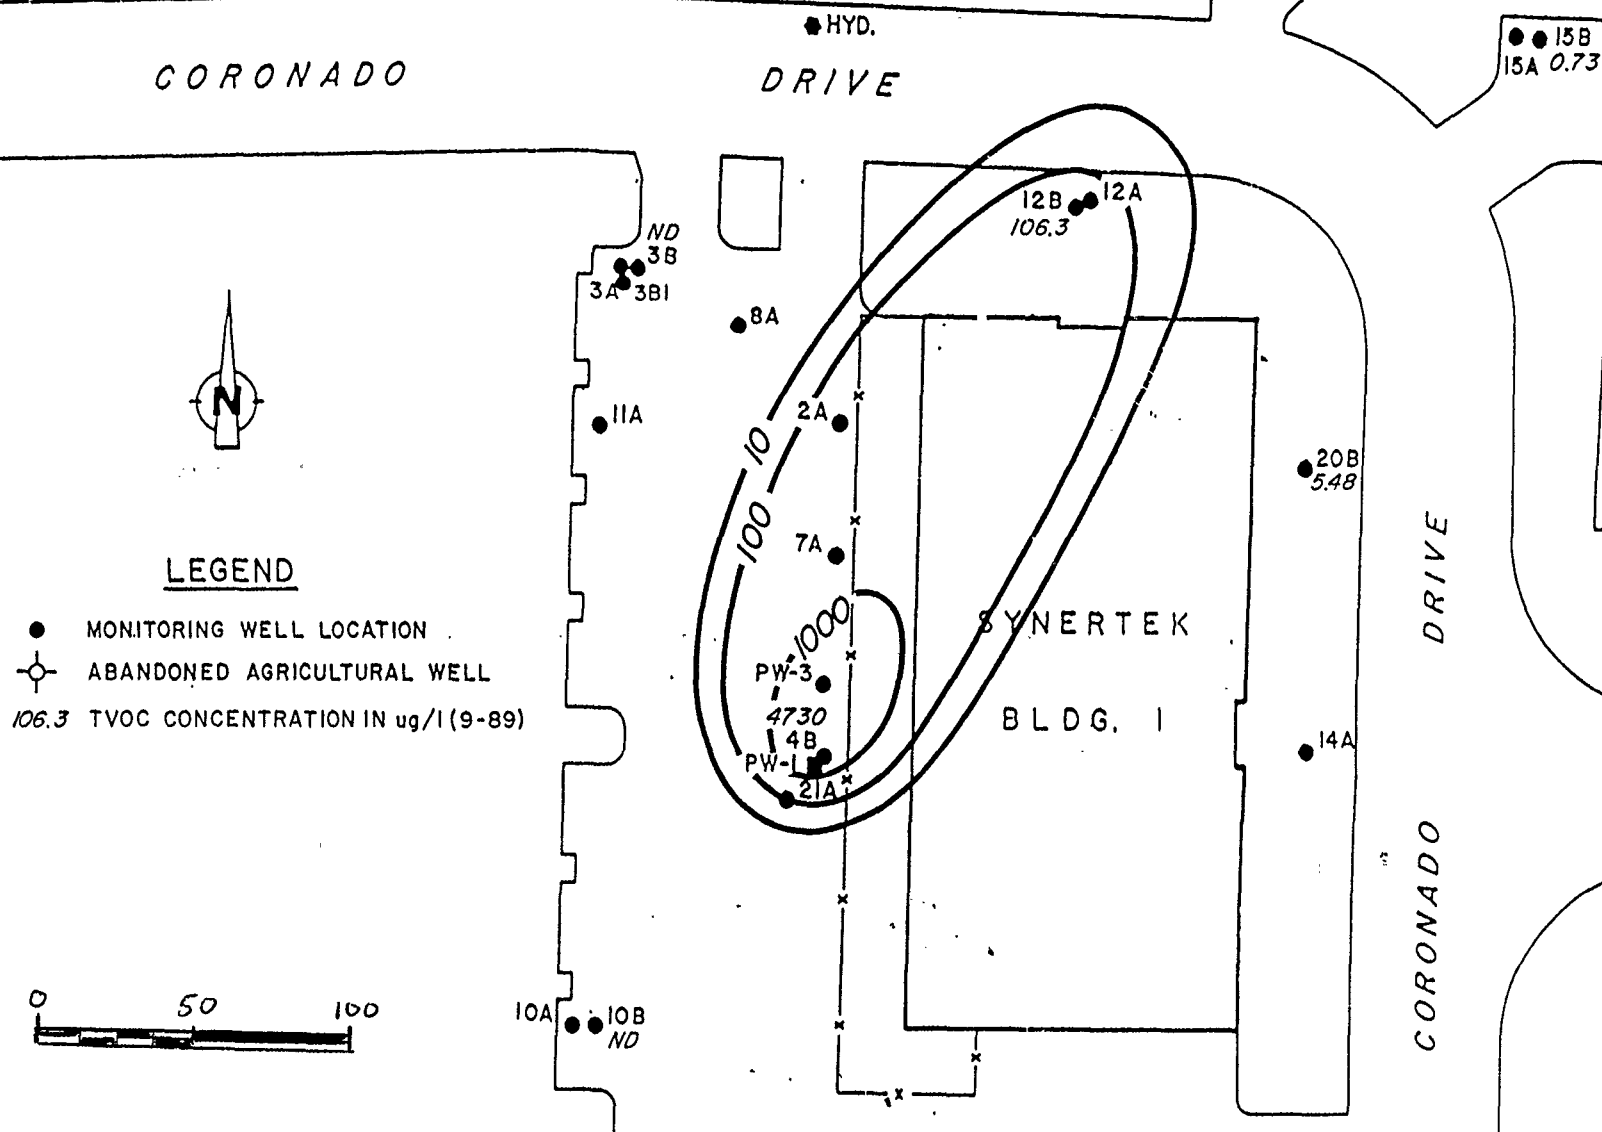 HYD.
CORONADO DRIVE
15B
15A 0.73
12B 12A
106.3
ND
3B
3A 3B1
8A
2A
11A
10
20B
5.48
100
7A
N
LEGEND
MONITORING WELL LOCATION
ABANDONED AGRICULTURAL WELL
106.3 TVOC CONCENTRATION IN ug/l (9-89)
1000
PW-3
4730
4B
PW-1
21A
SYNERTEK
BLDG. 1
14A
CORONADO DRIVE
0 50 100
10A 10B
ND